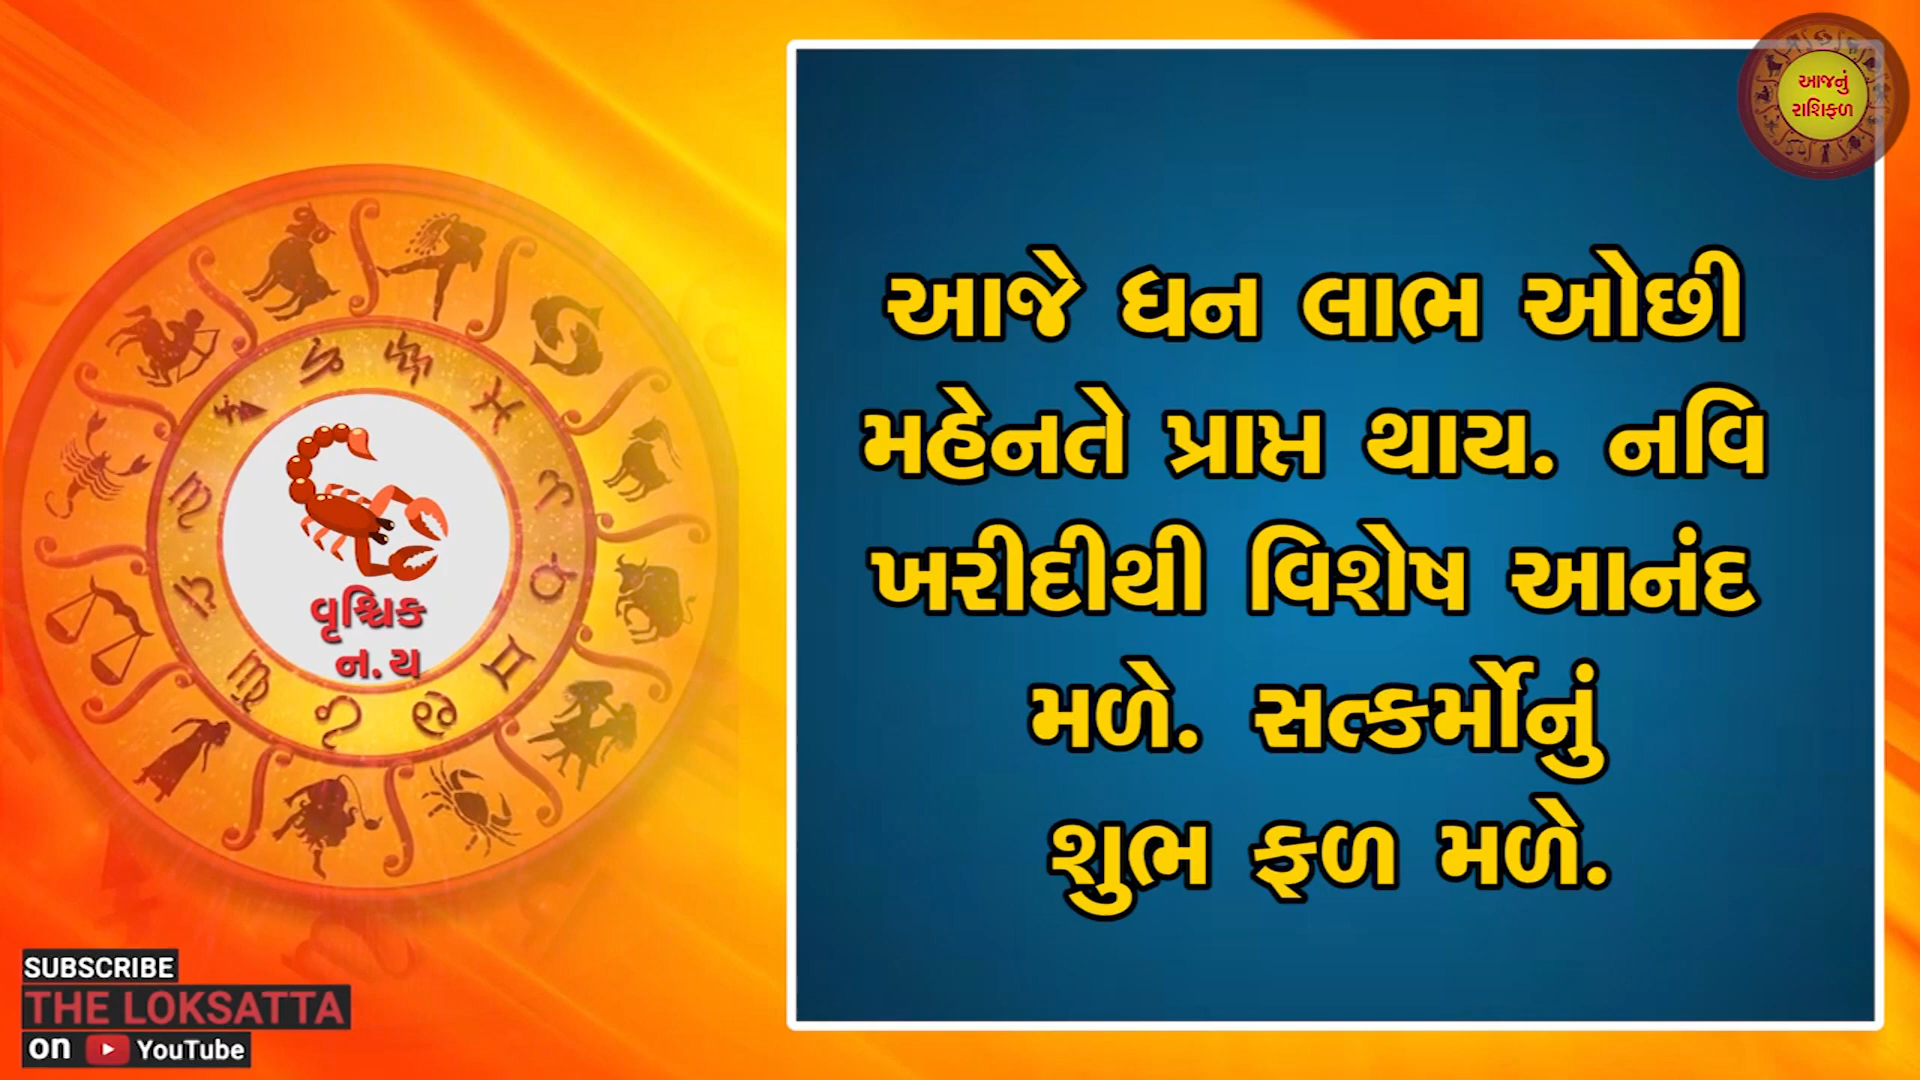 આજનું
રાશિફળ
આજે ધન લાભ ઓછી
મહેનતે પ્રાપ્ત થાય. નવિ
ખરીદીથી વિશેષ આનંદ
મળે. સત્કર્મોનું
શુભ ફળ મળે.
વૃશ્ચિક
ન. ય
SUBSCRIBE
THE LOKSATTA
on YouTube